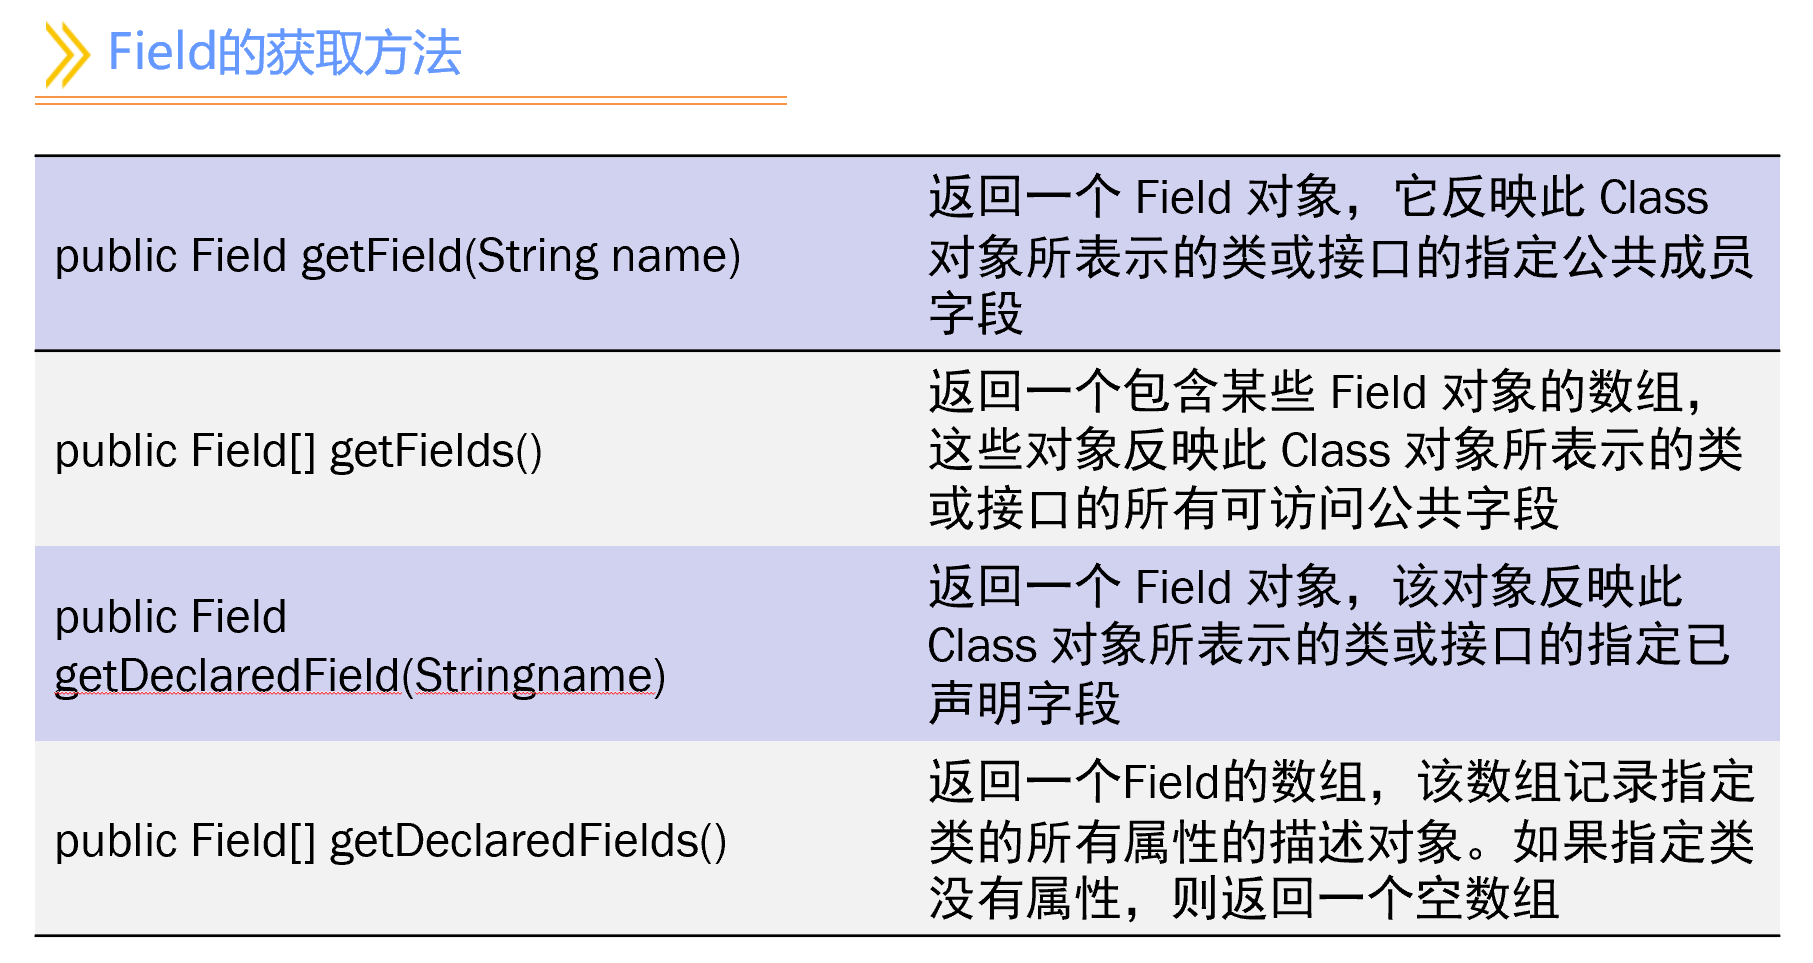 Field的获取方法
public Field getField(String name)
返回一个 Field 对象，它反映此 Class
对象所表示的类或接口的指定公共成员
字段
public Field[] getFields()
返回一个包含某些 Field 对象的数组，
这些对象反映此 Class 对象所表示的类
或接口的所有可访问公共字段
public Field
getDeclaredField(Stringname)
返回一个 Field 对象，该对象反映此
Class 对象所表示的类或接口的指定已
声明字段
public Field[] getDeclaredFields()
返回一个Field的数组，该数组记录指定
类的所有属性的描述对象。如果指定类
没有属性，则返回一个空数组